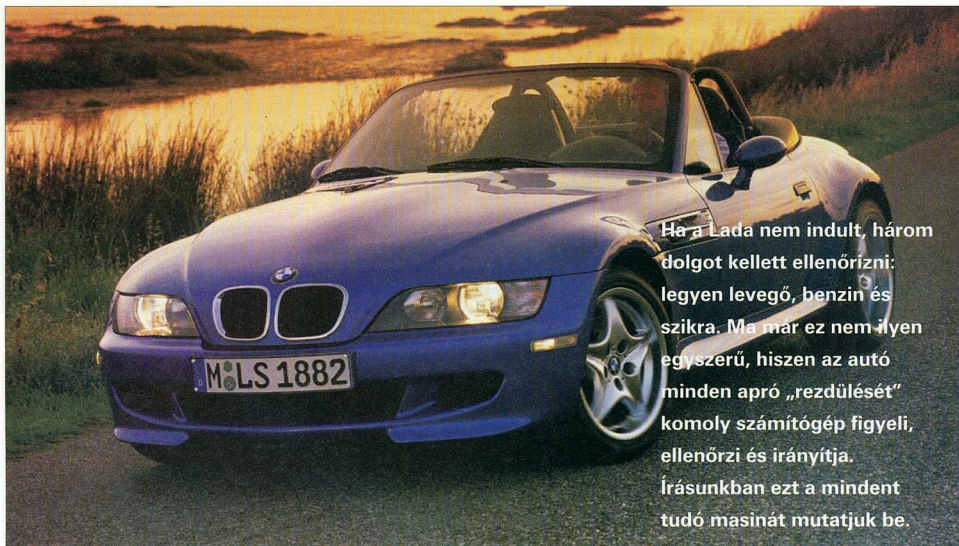 Ha a Lada nem indult, három
dolgot kellett ellenőrizni:
legyen levegő, benzin és
szikra. Ma már ez nem ilyen
egyszerű, hiszen az autó
minden apró „rezdülését”
komoly számítógép figyeli,
ellenőrzi és irányítja.
Írásunkban ezt a mindent
tudó masinát mutatjuk be.
M LS 1882